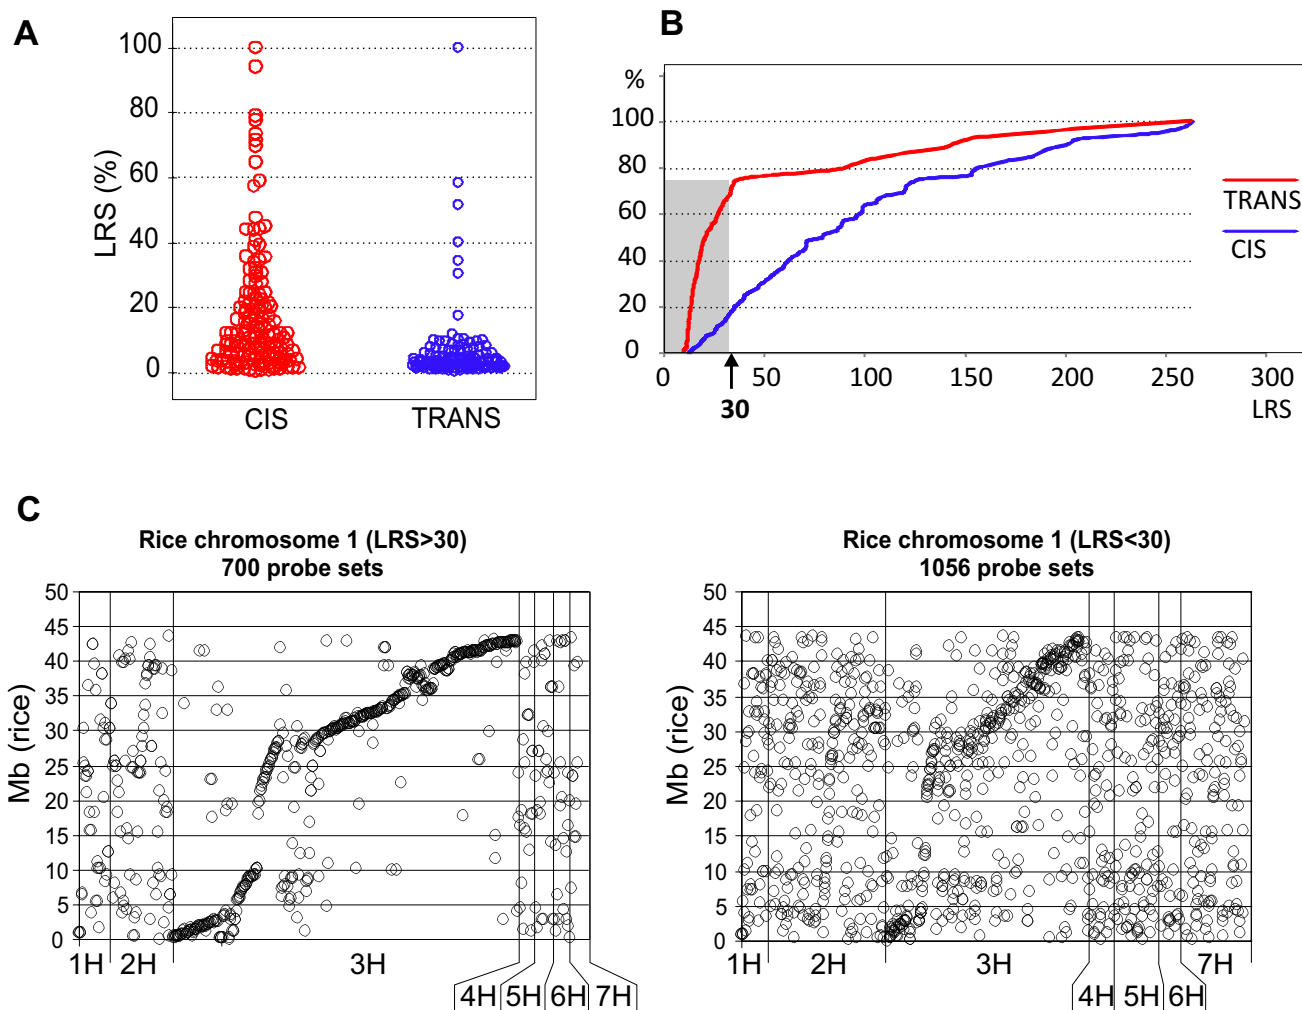 A
LRS (%)
100
80
60
40
20
0
CIS
TRANS
B
%
100
80
60
40
20
0
0 50 100 150 200 250 300
30
LRS
TRANS
CIS
C
Rice chromosome 1 (LRS>30)
700 probe sets
Mb (rice)
50
45
40
35
30
25
20
15
10
5
0
1H 2H 3H
4H 5H 6H 7H
Rice chromosome 1 (LRS<30)
1056 probe sets
Mb (rice)
50
45
40
35
30
25
20
15
10
5
0
1H 2H 3H 7H
4H 5H 6H